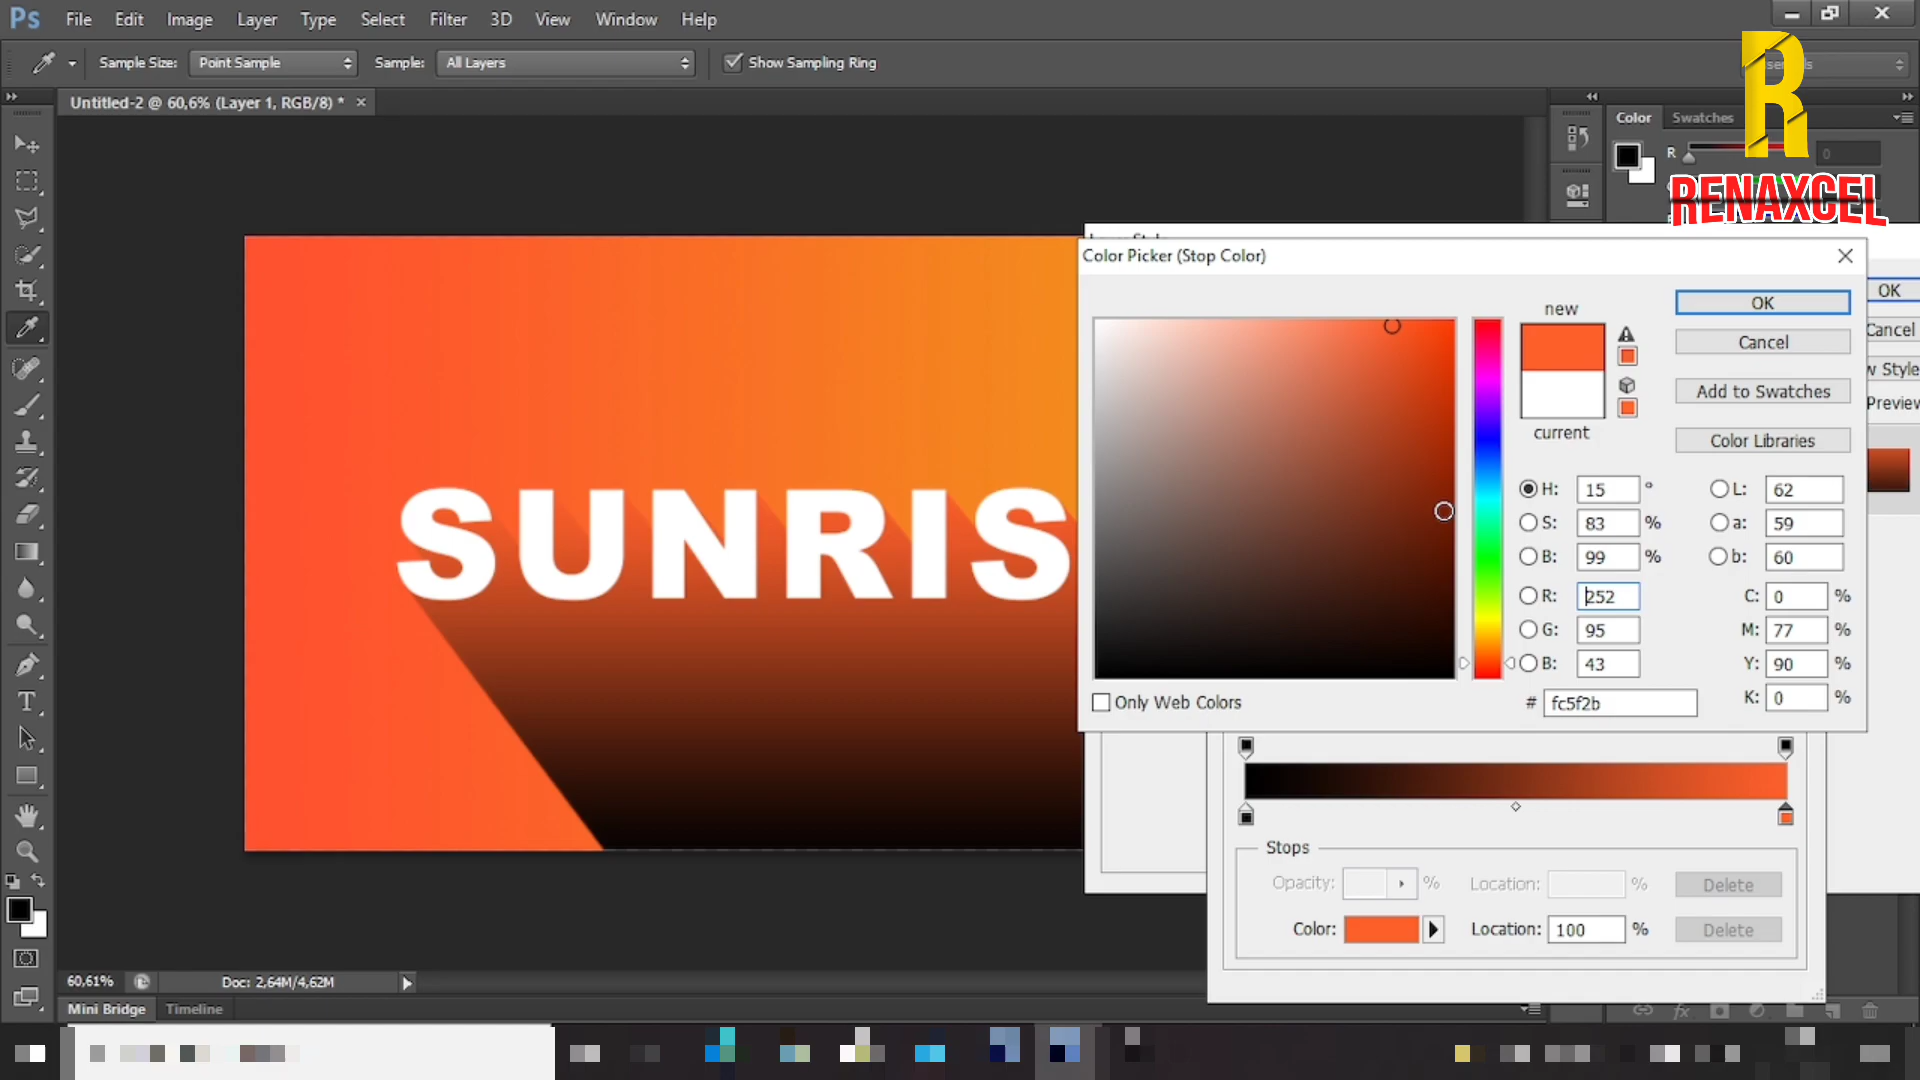 Ps File Edit Image Layer Type Select Filter 3D View Window Help
Sample Size: Point Sample Sample: All Layers Show Sampling Ring
Untitled-2 @ 60,6% (Layer 1, RGB/8) * ×
Color Swatches
R 0
R
RENAXCEL
Color Picker (Stop Color)
new
OK
OK
Cancel
Cancel
w Style
Add to Swatches
Preview
current
Color Libraries
H: 15 ° L: 62
S: 83 % a: 59
B: 99 % b: 60
R: 252 C: 0 %
G: 95 M: 77 %
B: 43 Y: 90 %
Only Web Colors # fc5f2b K: 0 %
SUNRIS
Stops
Opacity: % Location: % Delete
Color: Location: 100 % Delete
60,61% Doc: 2,64M/4,62M
Mini Bridge Timeline
fx